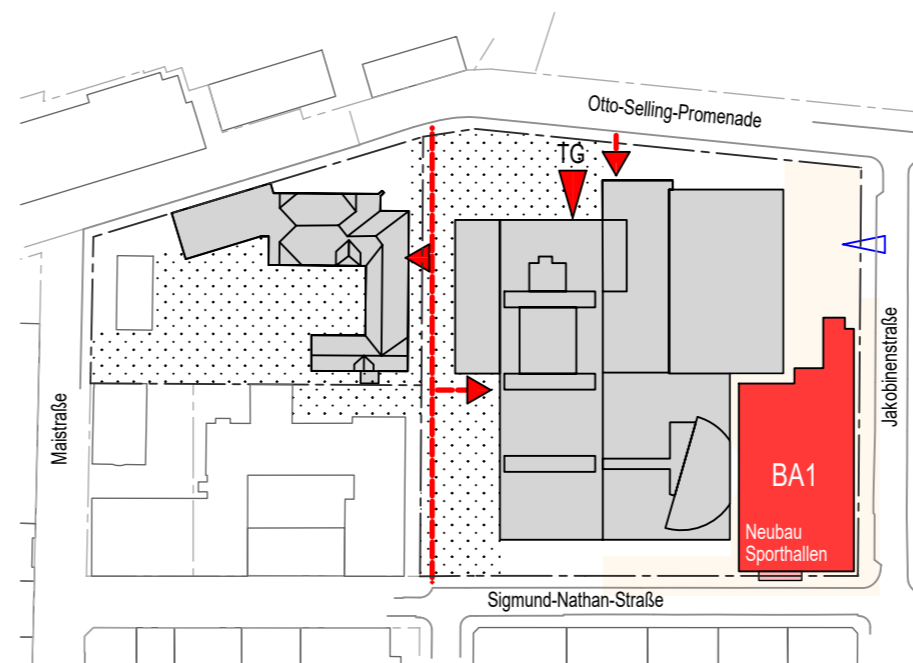 Otto-Selling-Promenade
TG
Maistraße
Jakobinenstraße
BA1
Neubau
Sporthallen
Sigmund-Nathan-Straße